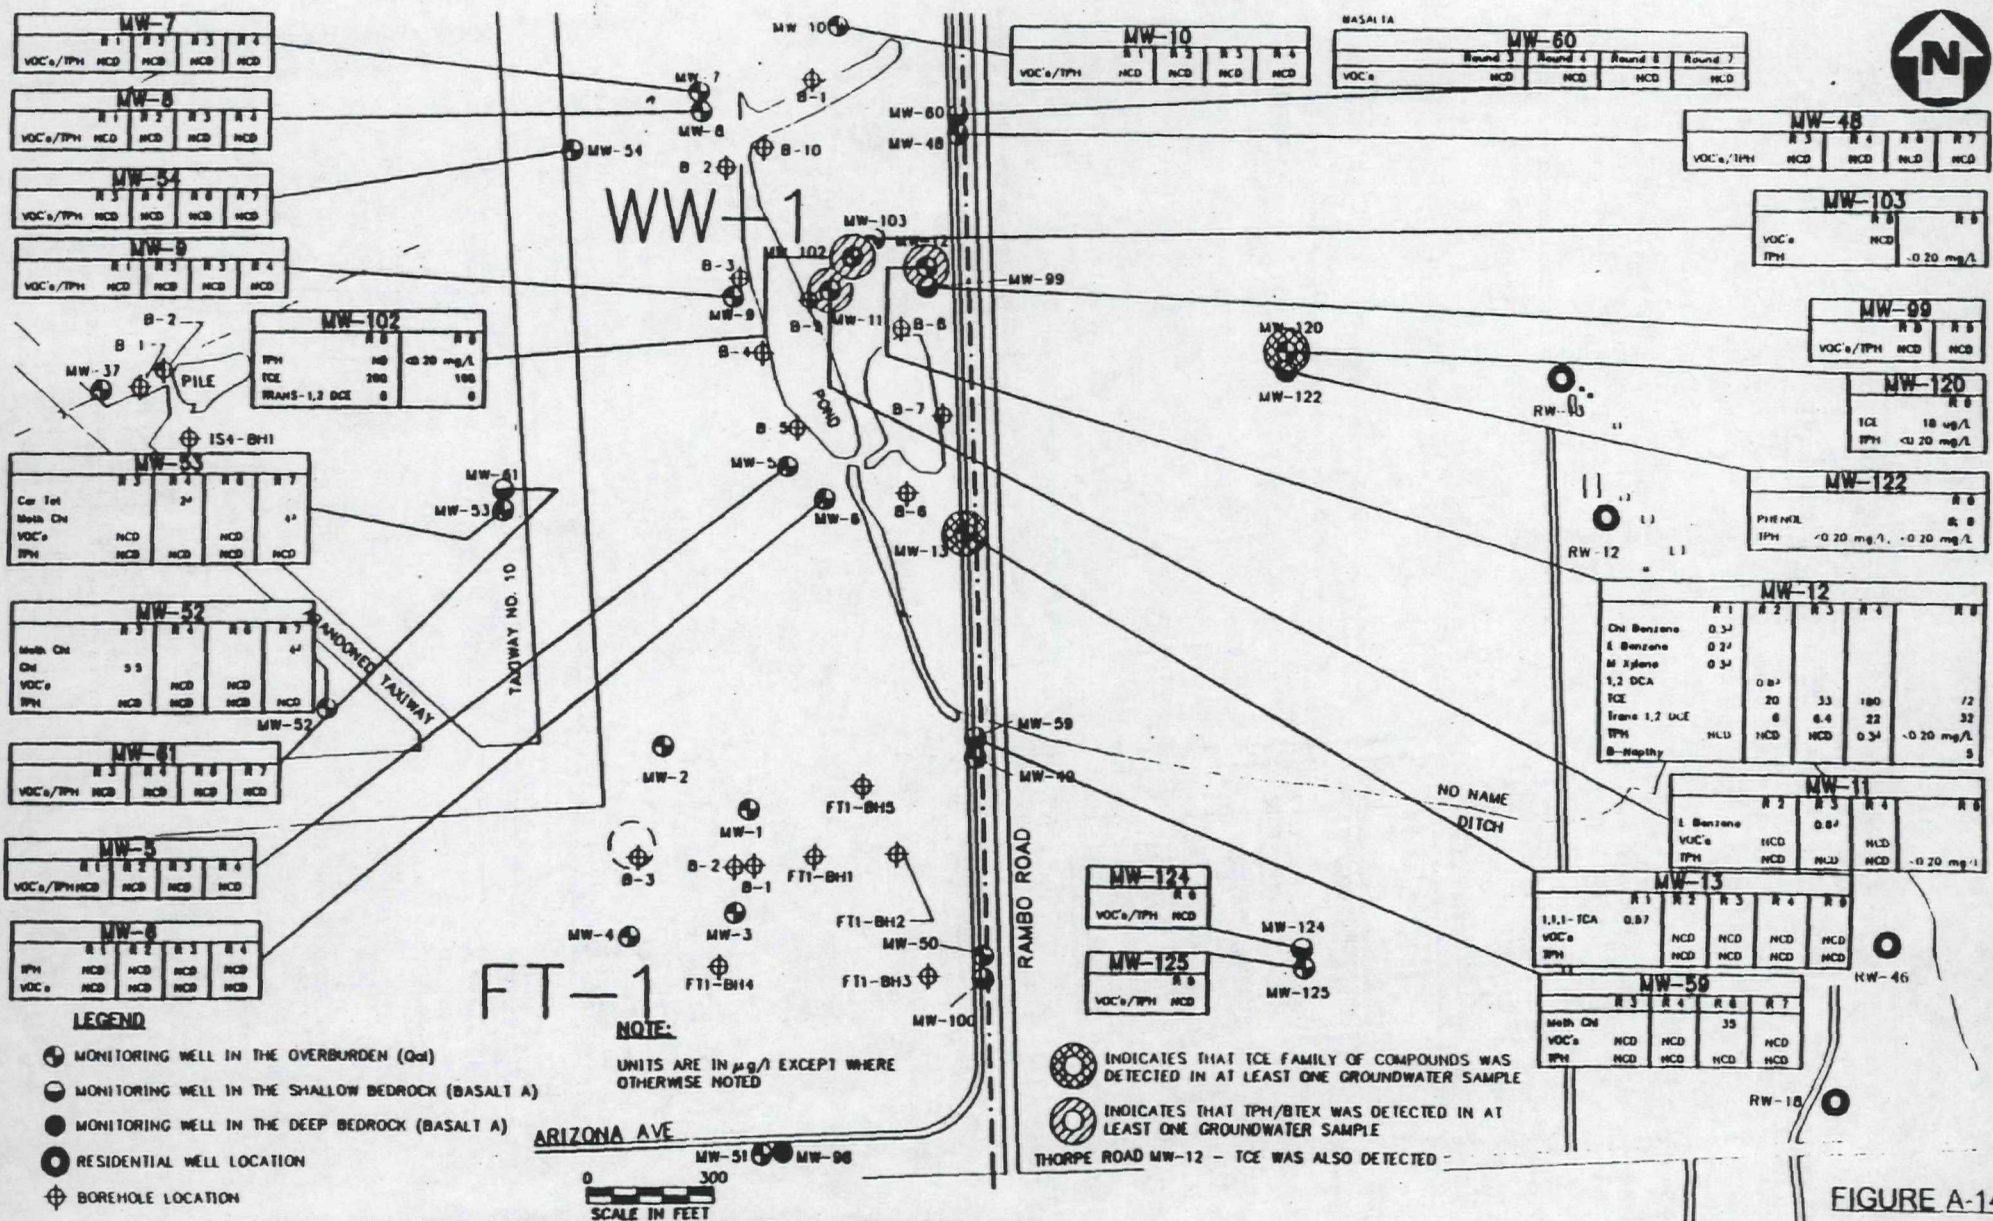 MW-7
R1 R2 R3 R4
VOC's/TPH NCD NCD NCD NCD
MW-8
R1 R2 R3 R4
VOC's/TPH NCD NCD NCD NCD
MW-54
R3 R4 R6 R7
VOC's/TPH NCD NCD NCD NCD
MW-9
R1 R2 R3 R4
VOC's/TPH NCD NCD NCD NCD
MW-102
TPH <0.20 mg/L
TCE
TRANS-1,2 DCE
MW-53
R3 R4 R6 R7
Car Tet 2J
Meth Chl 4J
VOC's NCD NCD
TPH NCD NCD NCD NCD
MW-52
R3 R4 R6 R7
Meth Chl 4J
Chl 5.5
VOC's NCD NCD
TPH NCD NCD NCD NCD
MW-61
R3 R4 R6 R7
VOC's/TPH NCD NCD NCD NCD
MW-5
R1 R2 R3 R4
VOC's/TPH NCD NCD NCD NCD
MW-6
R1 R2 R3 R4
TPH NCD NCD NCD NCD
VOC's NCD NCD NCD NCD
MW-10
R1 R2 R3 R4
VOC's/TPH NCD NCD NCD NCD
MW-60
Round 3 Round 4 Round 6 Round 7
VOC's NCD NCD NCD NCD
N
MW-48
R3 R4 R6 R7
VOC's/TPH NCD NCD NCD NCD
MW-103
VOC's NCD
TPH <0.20 mg/L
MW-99
VOC's/TPH NCD NCD
MW-120
TCE 18 ug/L
TPH <0.20 mg/L
MW-122
PHENOL
TPH <0.20 mg/L, <0.20 mg/L
MW-12
R1 R2 R3 R4 R8
Chl Benzene 0.3J
E Benzene 0.2J
M Xylene 0.3J
1,2 DCA 0.8J
TCE 20 33 180 72
Trans 1,2 DCE 6 6.4 22 32
TPH NCD NCD NCD 0.3J <0.20 mg/L
B-Napthy 5
MW-11
R2 R3 R4
E Benzene 0.8J
VOC's NCD NCD
TPH NCD NCD NCD <0.20 mg/l
MW-13
R1 R2 R3 R4
1,1,1-TCA 0.57
VOC's NCD NCD NCD NCD
TPH NCD NCD NCD NCD
MW-59
R3 R4 R6 R7
Meth Chl 35
VOC's NCD NCD NCD
TPH NCD NCD NCD NCD
MW-124
VOC's/TPH NCD
MW-125
VOC's/TPH NCD
MW 10
MW-7
B-1
MW-8
MW-54
B-10
B 2
MW-60
MW-48
WW-1
MW-103
MW-12
MW 102
B-3
MW-9
B-9
MW-11
B-8
MW-99
B-4
POND
B 5
B-7
MW-5
MW-6
B-6
MW-13
MW-120
MW-122
RW-12
B-2
B 1
MW-37
PILE
IS4-BH1
MW-61
MW-53
MW-52
TAXIWAY
TAXIWAY NO. 10
MW-59
MW-2
MW-1
FT1-BH5
B-3
B-2
B-1
FT1-BH1
FT1-BH2
MW-4
MW-3
MW-50
FT1-BH4
FT1-BH3
MW-100
FT-1
RAMBO ROAD
NO NAME
DITCH
MW-124
MW-125
RW-46
RW-18
LEGEND
MONITORING WELL IN THE OVERBURDEN (Qal)
MONITORING WELL IN THE SHALLOW BEDROCK (BASALT A)
MONITORING WELL IN THE DEEP BEDROCK (BASALT A)
RESIDENTIAL WELL LOCATION
BOREHOLE LOCATION
NOTE:
UNITS ARE IN µg/l EXCEPT WHERE
OTHERWISE NOTED
ARIZONA AVE
MW-51
MW-98
0 300
SCALE IN FEET
INDICATES THAT TCE FAMILY OF COMPOUNDS WAS
DETECTED IN AT LEAST ONE GROUNDWATER SAMPLE
INDICATES THAT TPH/BTEX WAS DETECTED IN AT
LEAST ONE GROUNDWATER SAMPLE
THORPE ROAD MW-12 - TCE WAS ALSO DETECTED
FIGURE A-14